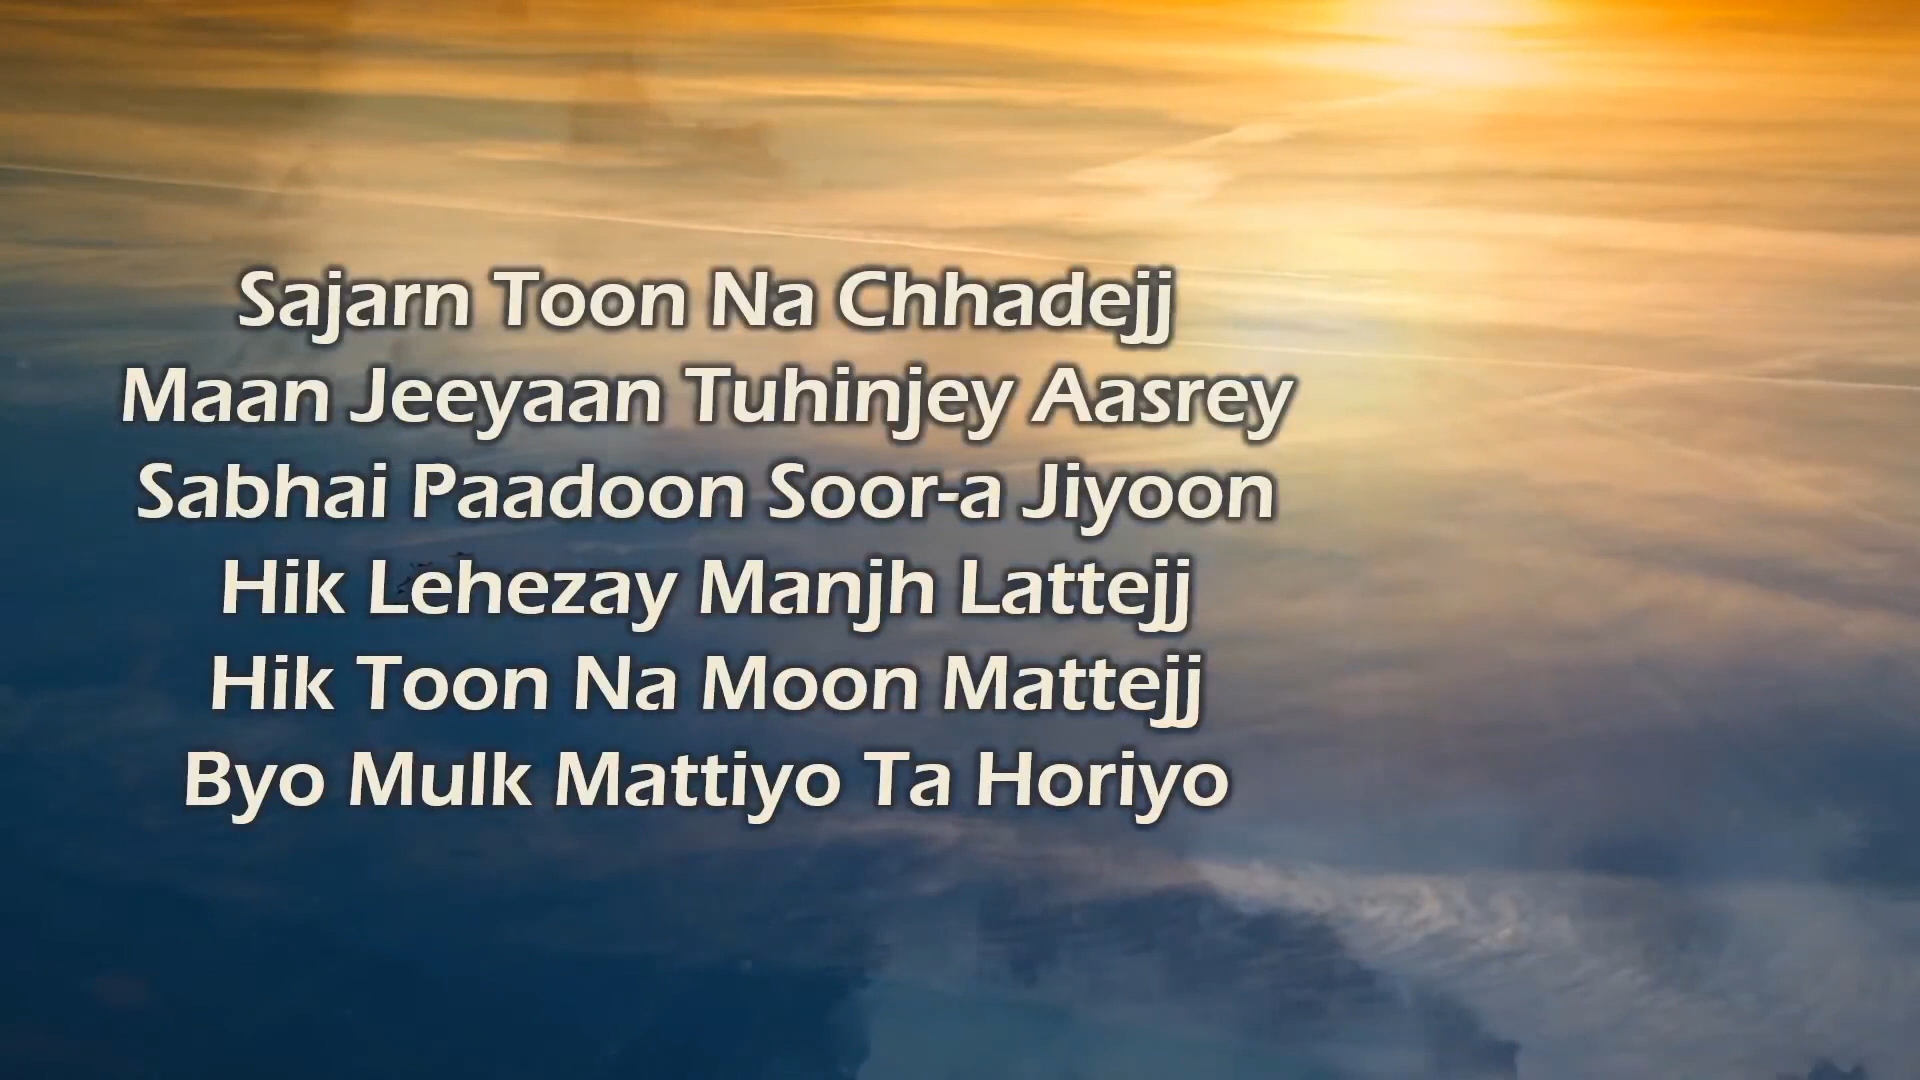 Sajarn Toon Na Chhadejj
Maan Jeeyaan Tuhinjey Aasrey
Sabhai Paadoon Soor-a Jiyoon
Hik Lehezay Manjh Lattejj
Hik Toon Na Moon Mattejj
Byo Mulk Mattiyo Ta Horiyo